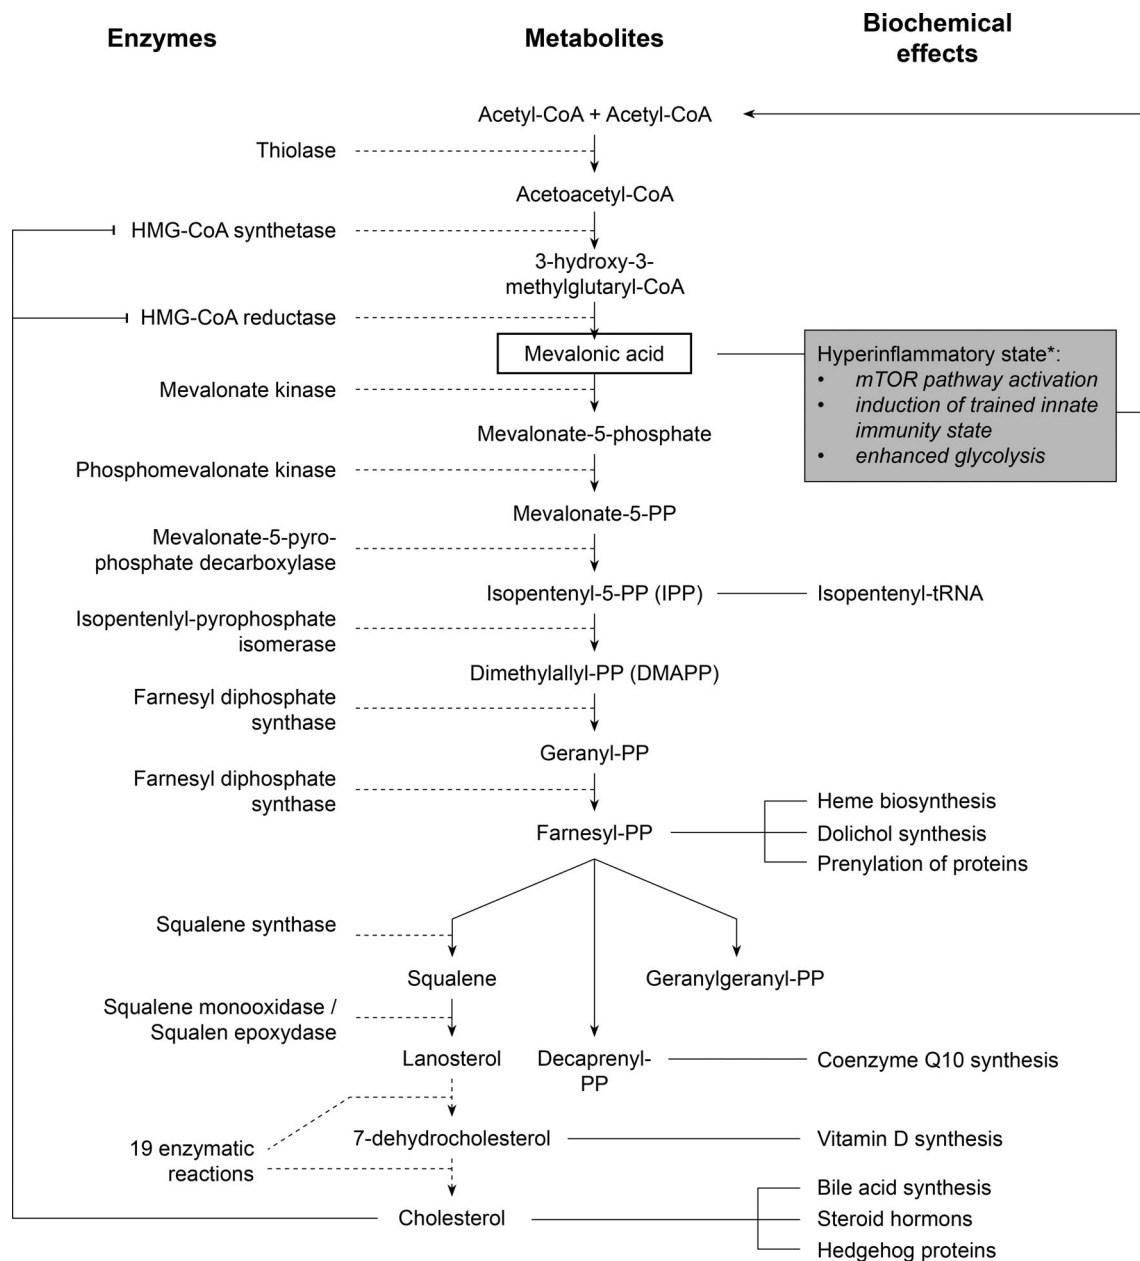 Enzymes
Metabolites
Biochemical
effects
Acetyl-CoA + Acetyl-CoA
Thiolase
Acetoacetyl-CoA
HMG-CoA synthetase
3-hydroxy-3-
methylglutaryl-CoA
HMG-CoA reductase
Mevalonic acid
Hyperinflammatory state*:
• mTOR pathway activation
• induction of trained innate
immunity state
• enhanced glycolysis
Mevalonate kinase
Mevalonate-5-phosphate
Phosphomevalonate kinase
Mevalonate-5-PP
Mevalonate-5-pyro-
phosphate decarboxylase
Isopentenyl-5-PP (IPP)
Isopentenyl-tRNA
Isopentenlyl-pyrophosphate
isomerase
Dimethylallyl-PP (DMAPP)
Farnesyl diphosphate
synthase
Geranyl-PP
Farnesyl diphosphate
synthase
Farnesyl-PP
Heme biosynthesis
Dolichol synthesis
Prenylation of proteins
Squalene synthase
Squalene
Geranylgeranyl-PP
Squalene monooxidase /
Squalen epoxydase
Lanosterol
Decaprenyl-
PP
Coenzyme Q10 synthesis
19 enzymatic
reactions
7-dehydrocholesterol
Vitamin D synthesis
Cholesterol
Bile acid synthesis
Steroid hormons
Hedgehog proteins